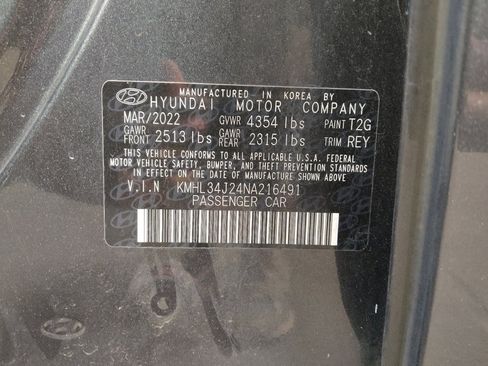 MANUFACTURED IN KOREA BY
HYUNDAI MOTOR COMPANY
MAR/2022 GVWR 4354 lbs PAINT T2G
GAWR FRONT 2513 lbs GAWR REAR 2315 lbs TRIM REY
THIS VEHICLE CONFORMS TO ALL APPLICABLE U.S.A. FEDERAL
MOTOR VEHICLE SAFETY, BUMPER, AND THEFT PREVENTION
STANDARDS IN EFFECT ON THE DATE OF MANUFACTURE SHOWN ABOVE.
V.I.N KMHL34J24NA216491
PASSENGER CAR